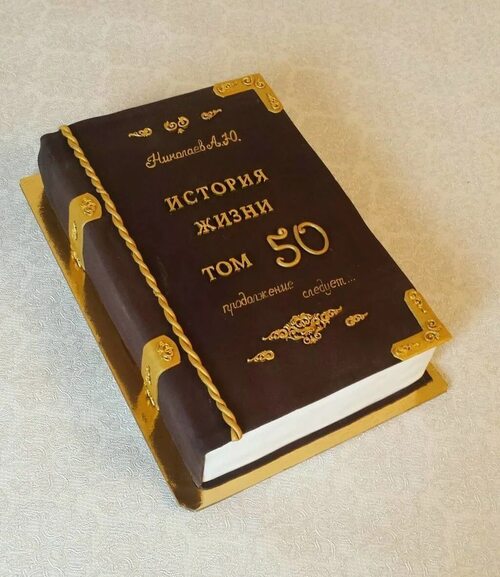 Николаев А.Ю.
ИСТОРИЯ
ЖИЗНИ
ТОМ 50
продолжение следует...